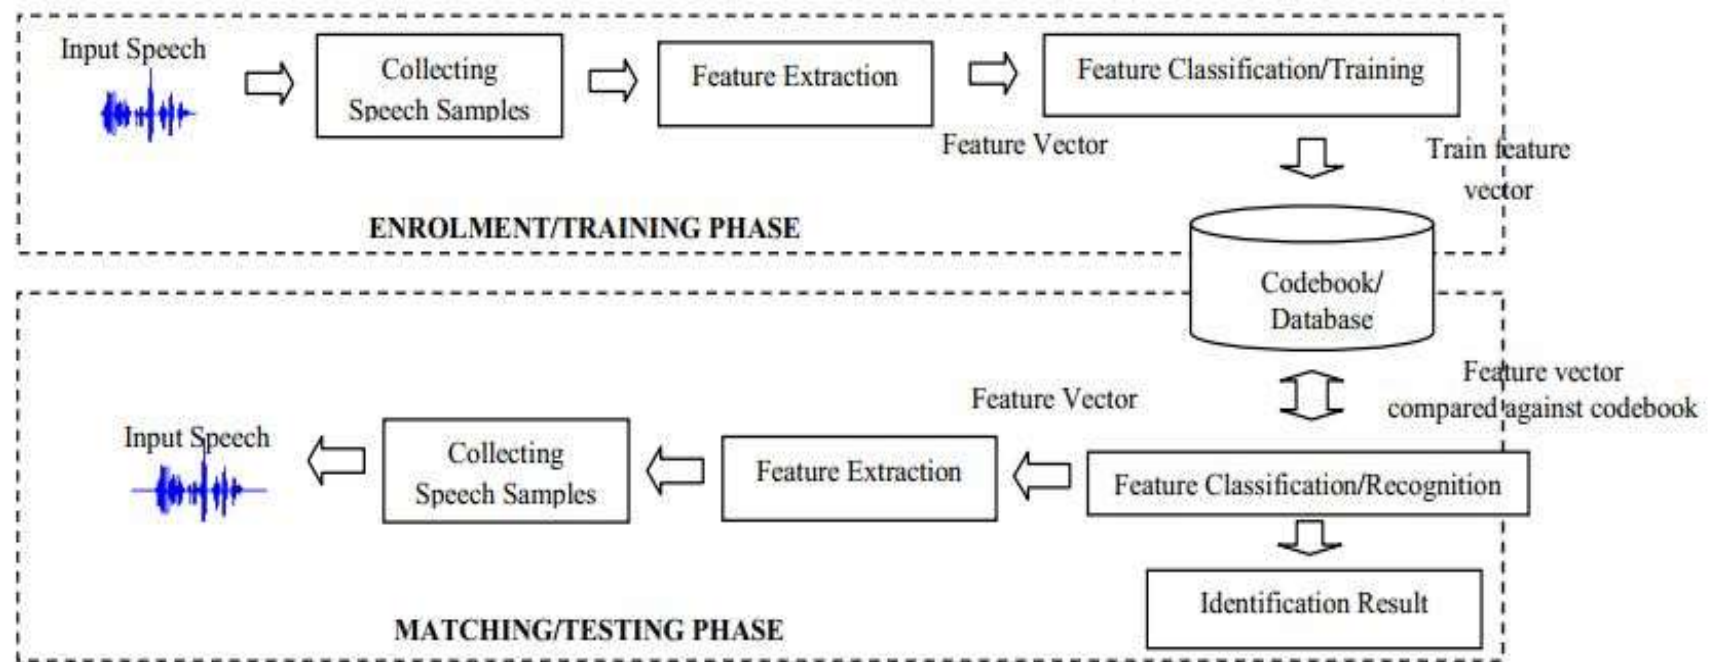 Input Speech
Collecting
Speech Samples
Feature Extraction
Feature Classification/Training
Feature Vector
Train feature
vector
ENROLMENT/TRAINING PHASE
Codebook/
Database
Feature vector
compared against codebook
Feature Vector
Input Speech
Collecting
Speech Samples
Feature Extraction
Feature Classification/Recognition
Identification Result
MATCHING/TESTING PHASE